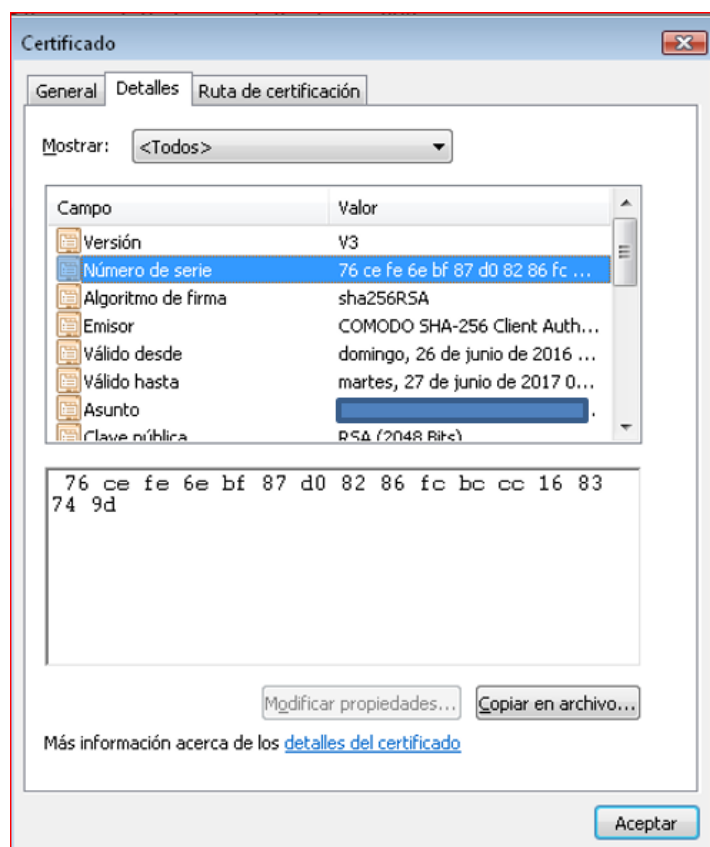 Certificado
General Detalles Ruta de certificación
Mostrar: <Todos>
Campo Valor
Versión V3
Número de serie 76 ce fe 6e bf 87 d0 82 86 fc ...
Algoritmo de firma sha256RSA
Emisor COMODO SHA-256 Client Auth...
Válido desde domingo, 26 de junio de 2016 ...
Válido hasta martes, 27 de junio de 2017 0...
Asunto .
Clave pública RSA (2048 Bits)
76 ce fe 6e bf 87 d0 82 86 fc bc cc 16 83
74 9d
Modificar propiedades... Copiar en archivo...
Más información acerca de los detalles del certificado
Aceptar